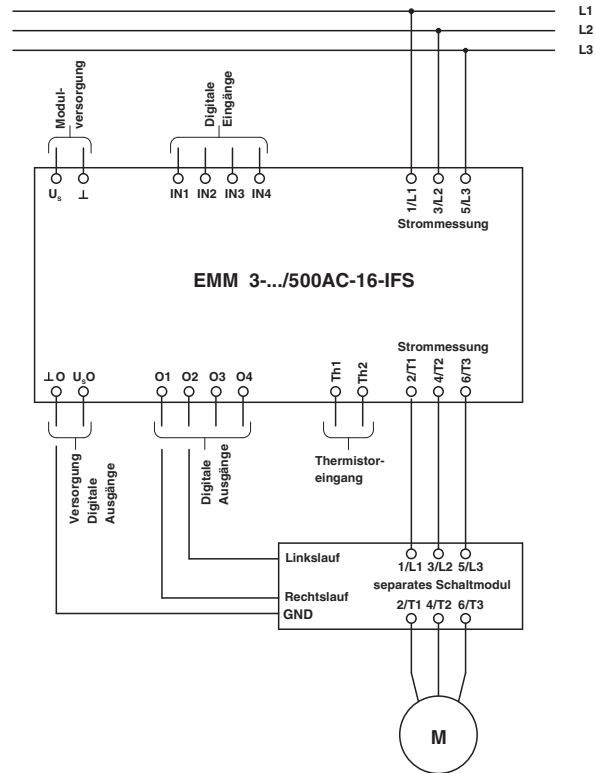 L1
L2
L3
Modul-
versorgung
Digitale
Eingänge
Us ⊥
IN1 IN2 IN3 IN4
1/L1 3/L2 5/L3
Strommessung
EMM 3-.../500AC-16-IFS
Strommessung
⊥O UsO
O1 O2 O3 O4
Th1 Th2
2/T1 4/T2 6/T3
Versorgung
Digitale
Ausgänge
Digitale
Ausgänge
Thermistor-
eingang
Linkslauf
1/L1 3/L2 5/L3
separates Schaltmodul
Rechtslauf
2/T1 4/T2 6/T3
GND
M